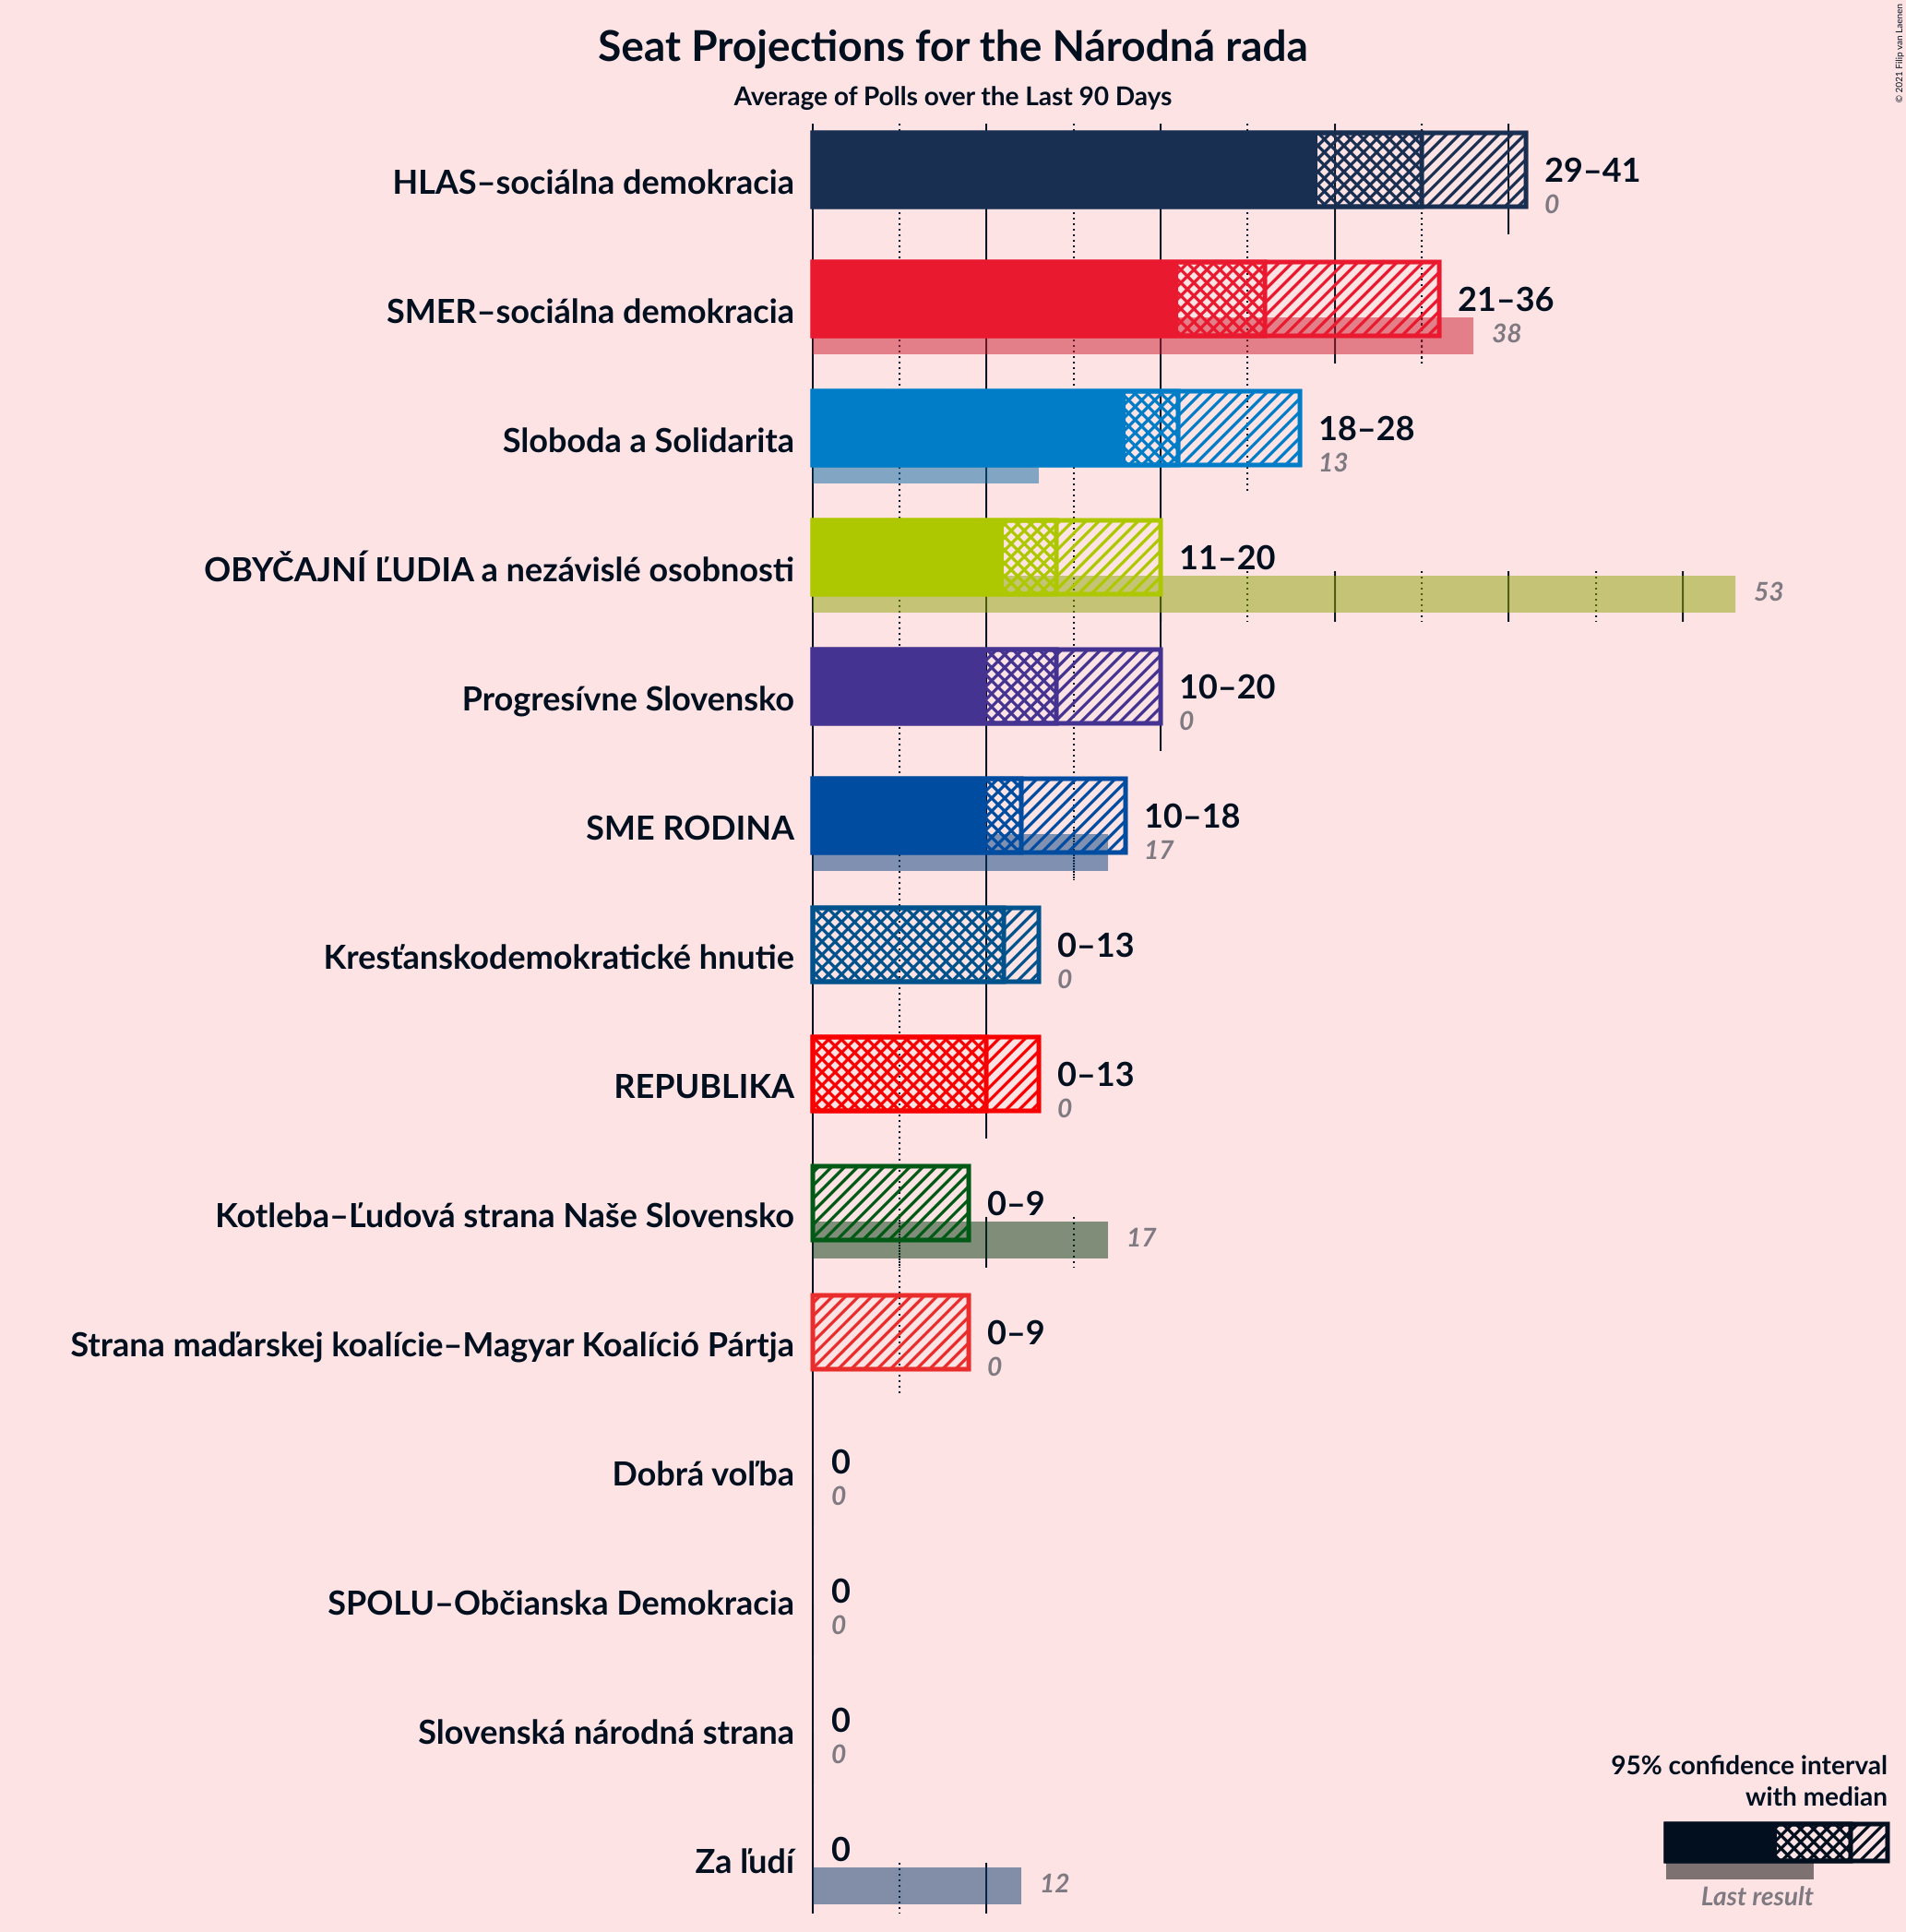 Seat Projections for the Národná rada
Average of Polls over the Last 90 Days
© 2021 Filip van Laenen
HLAS–sociálna demokracia
29–41
0
SMER–sociálna demokracia
21–36
38
Sloboda a Solidarita
18–28
13
OBYČAJNÍ ĽUDIA a nezávislé osobnosti
11–20
53
Progresívne Slovensko
10–20
0
SME RODINA
10–18
17
Kresťanskodemokratické hnutie
0–13
0
REPUBLIKA
0–13
0
Kotleba–Ľudová strana Naše Slovensko
0–9
17
Strana maďarskej koalície–Magyar Koalíció Pártja
0–9
0
Dobrá voľba
0
0
SPOLU–Občianska Demokracia
0
0
Slovenská národná strana
0
0
Za ľudí
0
12
95% confidence interval
with median
Last result